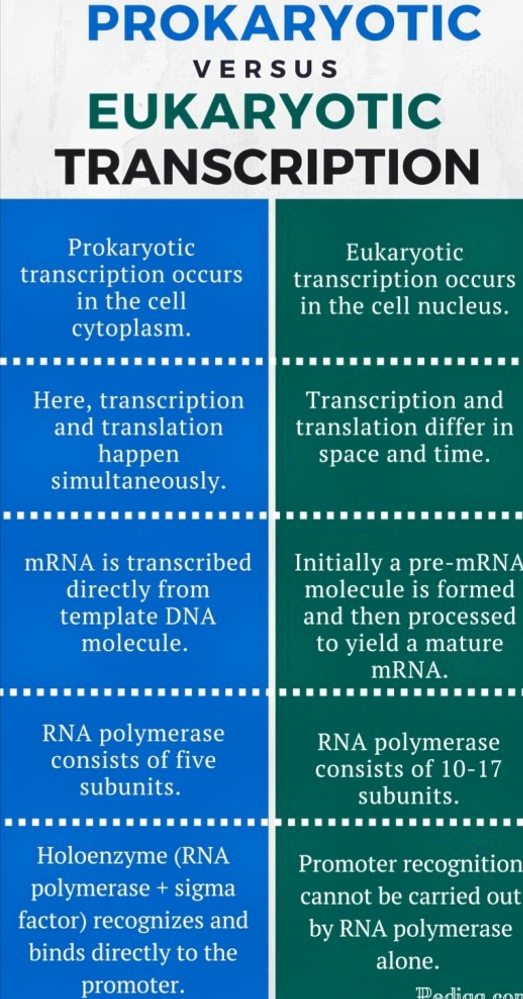 PROKARYOTIC
VERSUS
EUKARYOTIC
TRANSCRIPTION
Prokaryotic
transcription occurs
in the cell
cytoplasm.
Eukaryotic
transcription occurs
in the cell nucleus.
Here, transcription
and translation
happen
simultaneously.
Transcription and
translation differ in
space and time.
mRNA is transcribed
directly from
template DNA
molecule.
Initially a pre-mRNA
molecule is formed
and then processed
to yield a mature
mRNA.
RNA polymerase
consists of five
subunits.
RNA polymerase
consists of 10-17
subunits.
Holoenzyme (RNA
polymerase + sigma
factor) recognizes and
binds directly to the
promoter.
Promoter recognition
cannot be carried out
by RNA polymerase
alone.